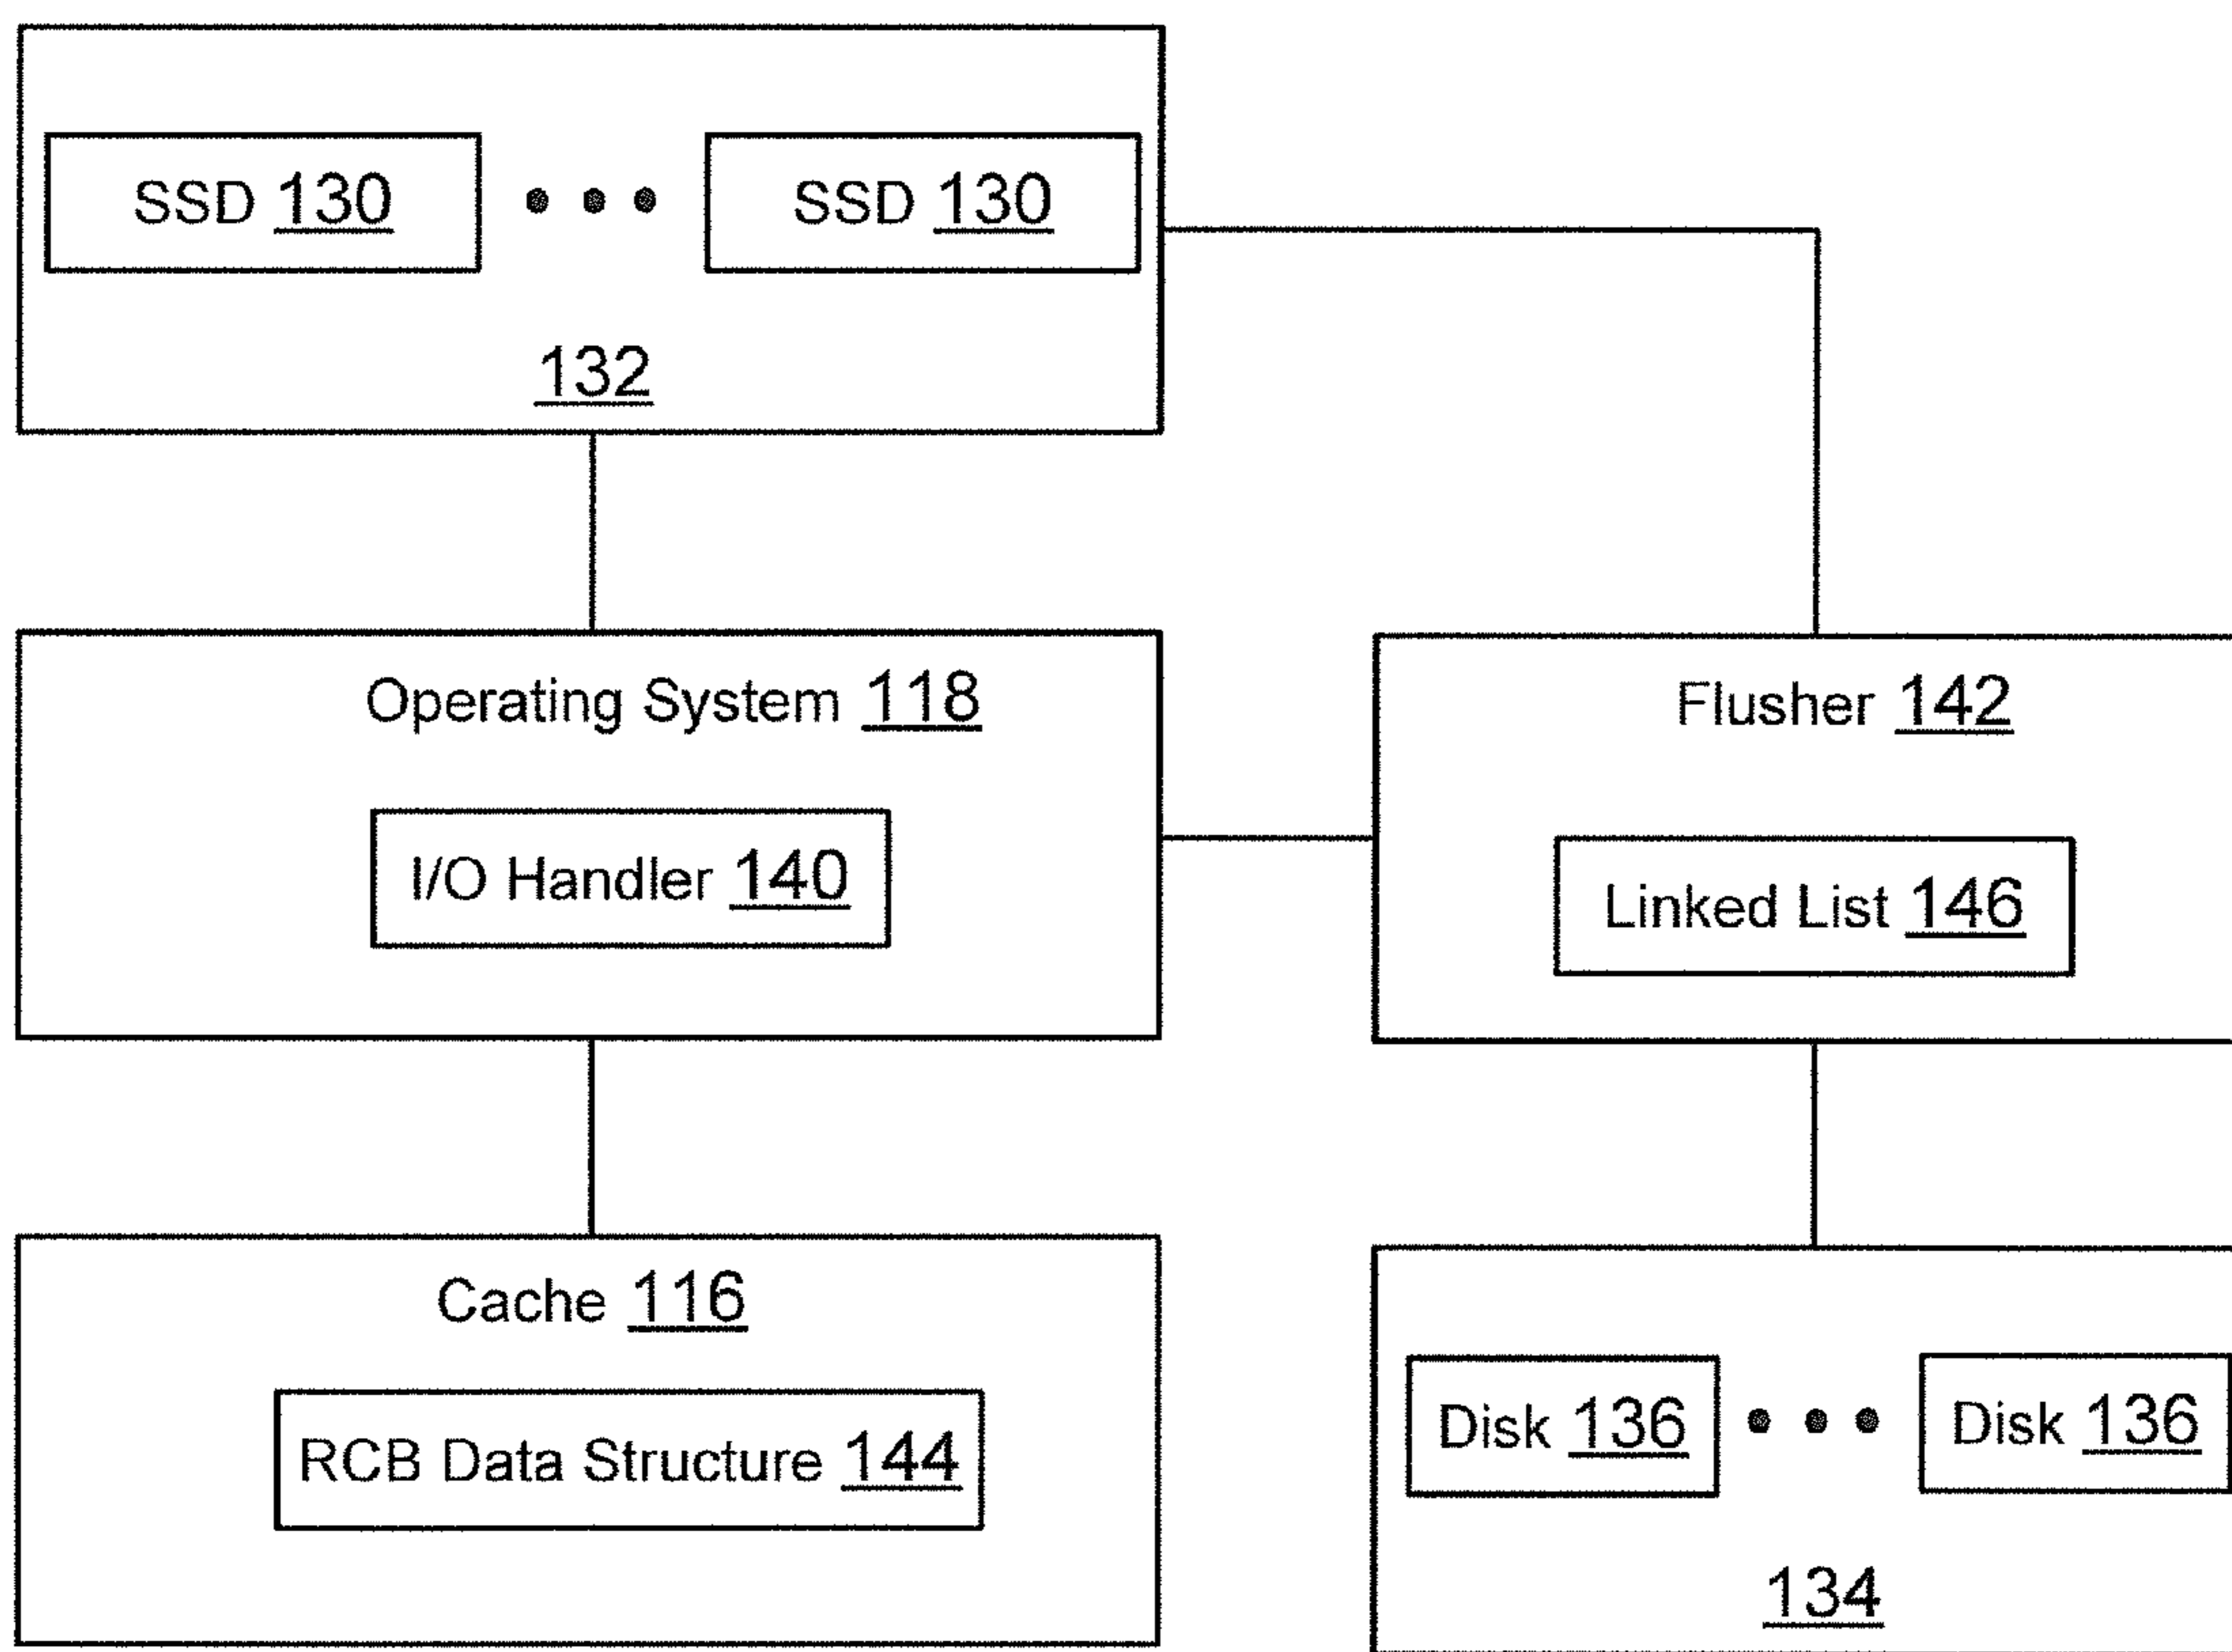 SSD 130 • • • SSD 130
132
Operating System 118
I/O Handler 140
Flusher 142
Linked List 146
Cache 116
RCB Data Structure 144
Disk 136 • • • Disk 136
134